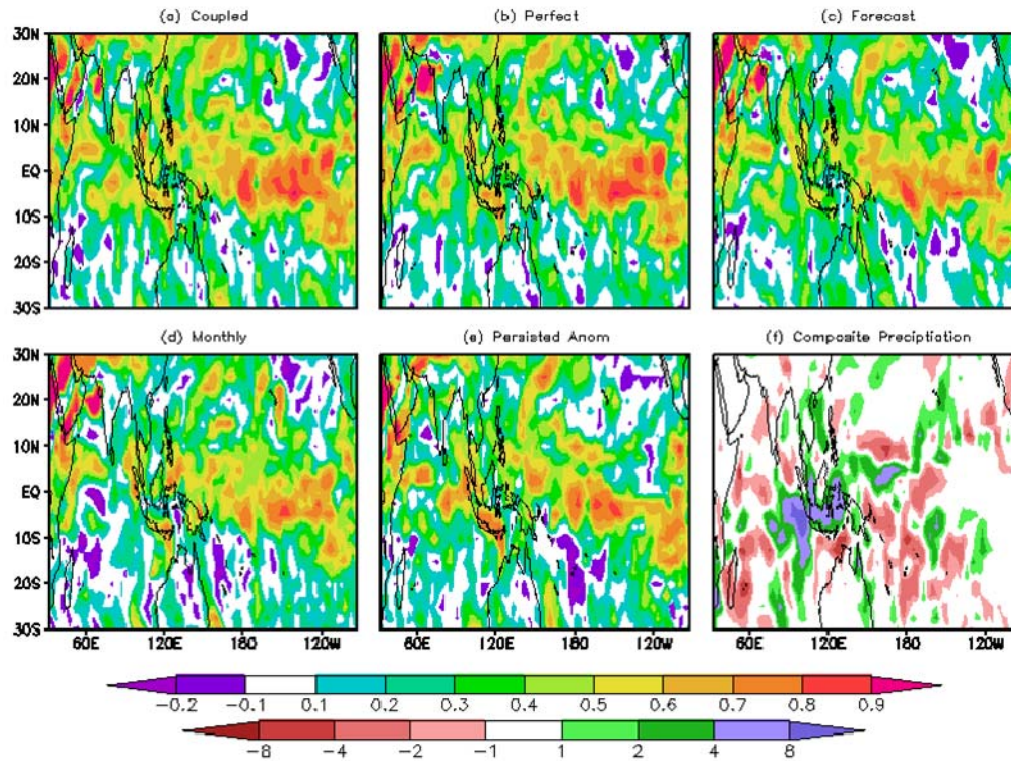 (a) Coupled (b) Perfect (c) Forecast
30N
20N
10N
EQ
10S
20S
30S
(d) Monthly (e) Persisted Anom (f) Composite Preciptiation
30N
20N
10N
EQ
10S
20S
30S
60E 120E 180 120W 60E 120E 180 120W 60E 120E 180 120W
-0.2 -0.1 0.1 0.2 0.3 0.4 0.5 0.6 0.7 0.8 0.9
-8 -4 -2 -1 1 2 4 8